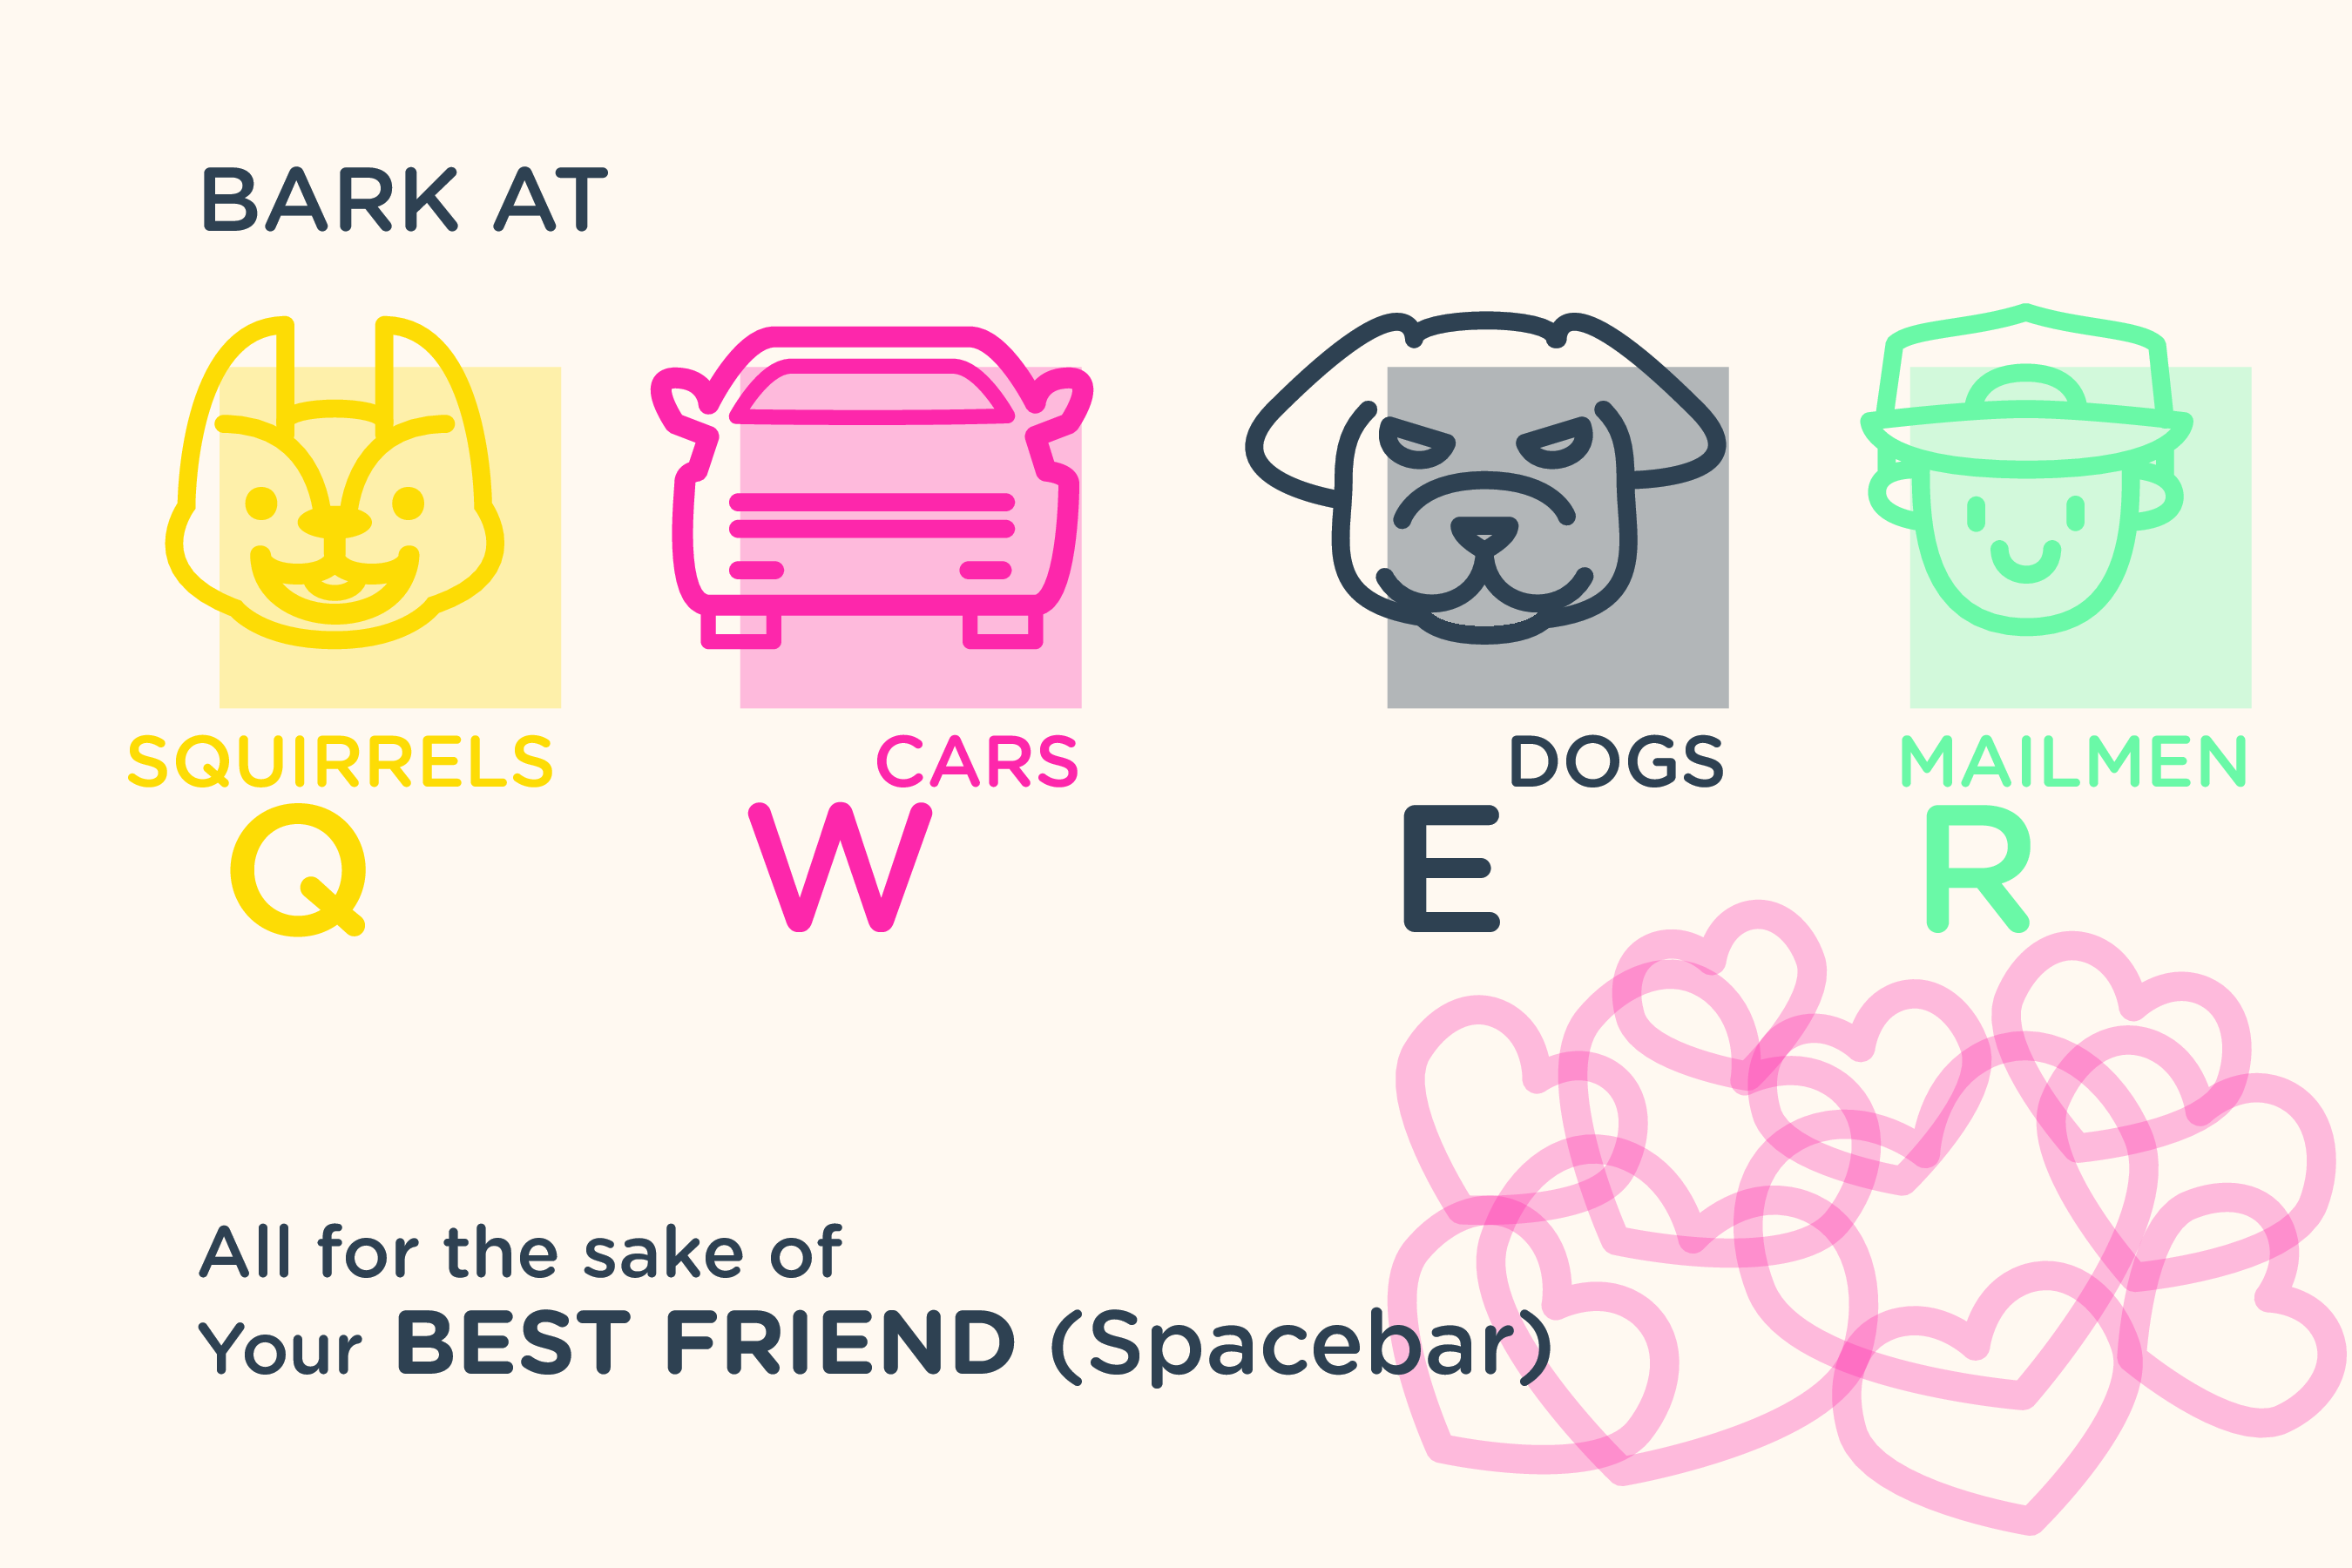 BARK AT
SQUIRRELS CARS DOGS MAILMEN
Q W E R
All for the sake of
Your BEST FRIEND (Spacebar)